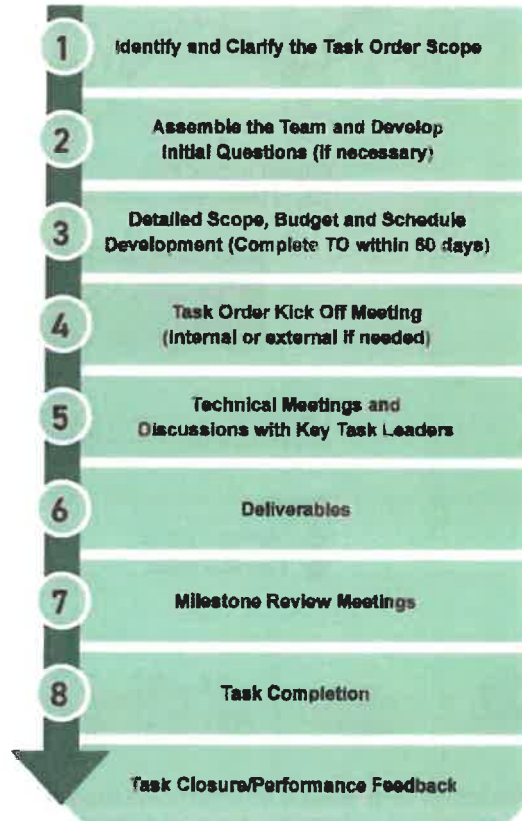 1
Identify and Clarify the Task Order Scope
2
Assemble the Team and Develop
Initial Questions (if necessary)
3
Detailed Scope, Budget and Schedule
Development (Complete TO within 60 days)
4
Task Order Kick Off Meeting
(internal or external if needed)
5
Technical Meetings and
Discussions with Key Task Leaders
6
Deliverables
7
Milestone Review Meetings
8
Task Completion
Task Closure/Performance Feedback